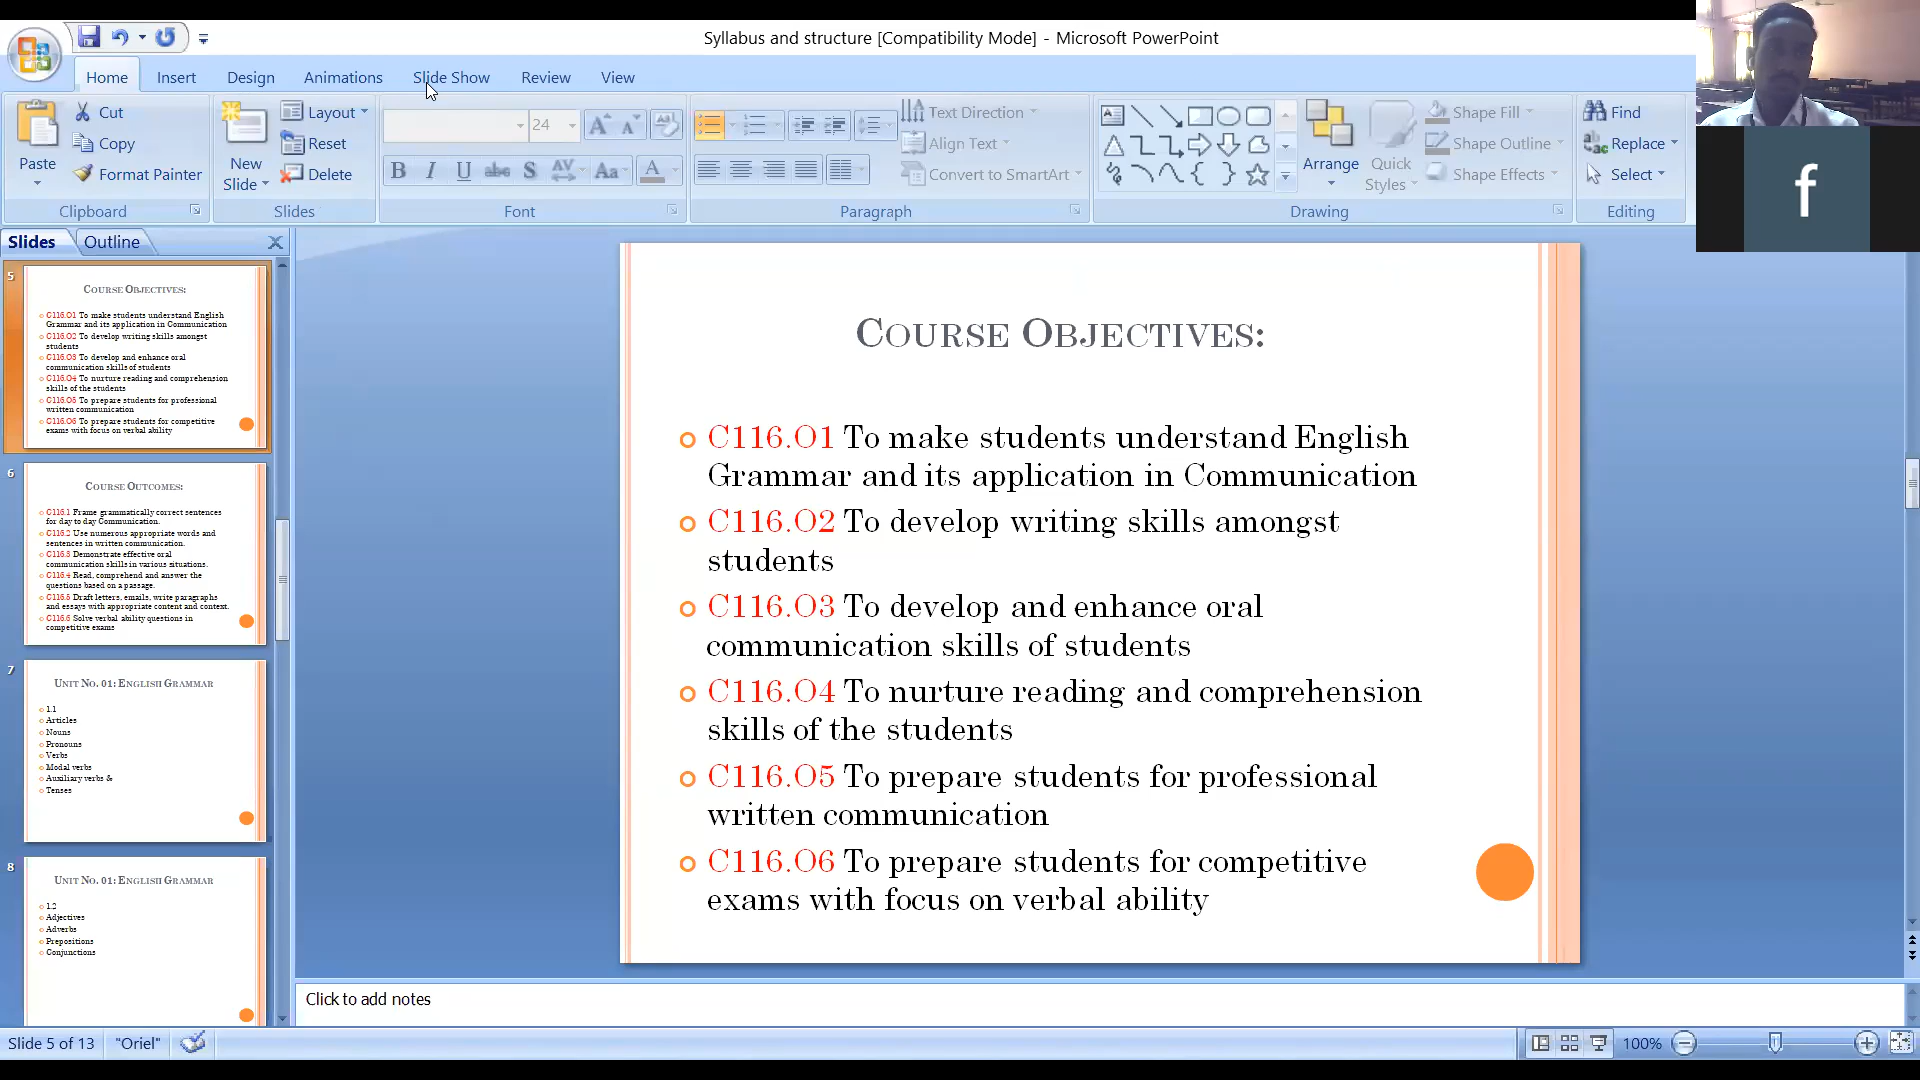 Syllabus and structure [Compatibility Mode] - Microsoft PowerPoint
Home Insert Design Animations Slide Show Review View
Paste
Cut
Copy
Format Painter
Clipboard
New
Slide
Layout
Reset
Delete
Slides
24
B I U abc S AV Aa A
Font
Text Direction
Align Text
Convert to SmartArt
Paragraph
Arrange
Quick
Styles
Shape Fill
Shape Outline
Shape Effects
Drawing
Find
Replace
Select
Editing
f
Slides Outline
5
COURSE OBJECTIVES:
C116.O1 To make students understand English
Grammar and its application in Communication
C116.O2 To develop writing skills amongst
students
C116.O3 To develop and enhance oral
communication skills of students
C116.O4 To nurture reading and comprehension
skills of the students
C116.O5 To prepare students for professional
written communication
C116.O6 To prepare students for competitive
exams with focus on verbal ability
6
COURSE OUTCOMES:
C116.1 Frame grammatically correct sentences
for day to day Communication.
C116.2 Use numerous appropriate words and
sentences in written communication.
C116.3 Demonstrate effective oral
communication skills in various situations.
C116.4 Read, comprehend and answer the
questions based on a passage.
C116.5 Draft letters, emails, write paragraphs
and essays with appropriate content and context.
C116.6 Solve verbal ability questions in
competitive exams
7
UNIT NO. 01: ENGLISH GRAMMAR
1.1
Articles
Nouns
Pronouns
Verbs
Modal verbs
Auxiliary verbs &
Tenses
8
UNIT NO. 01: ENGLISH GRAMMAR
1.2
Adjectives
Adverbs
Prepositions
Conjunctions
COURSE OBJECTIVES:
C116.O1 To make students understand English
Grammar and its application in Communication
C116.O2 To develop writing skills amongst
students
C116.O3 To develop and enhance oral
communication skills of students
C116.O4 To nurture reading and comprehension
skills of the students
C116.O5 To prepare students for professional
written communication
C116.O6 To prepare students for competitive
exams with focus on verbal ability
Click to add notes
Slide 5 of 13 "Oriel" 100%